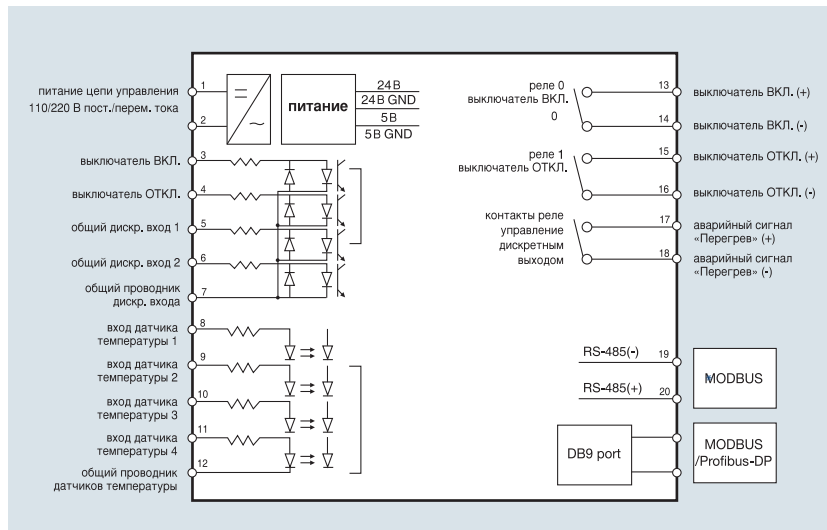 питание цепи управления
110/220 В пост./перем. тока
1
2
питание
24В
24В GND
5В
5В GND
выключатель ВКЛ.
3
выключатель ОТКЛ.
4
общий дискр. вход 1
5
общий дискр. вход 2
6
общий проводник
дискр. входа
7
вход датчика
температуры 1
8
вход датчика
температуры 2
9
вход датчика
температуры 3
10
вход датчика
температуры 4
11
общий проводник
датчиков температуры
12
реле 0
выключатель ВКЛ.
0
13
выключатель ВКЛ. (+)
14
выключатель ВКЛ. (-)
реле 1
выключатель ОТКЛ.
15
выключатель ОТКЛ. (+)
16
выключатель ОТКЛ. (-)
контакты реле
управление
дискретным
выходом
17
аварийный сигнал
«Перегрев» (+)
18
аварийный сигнал
«Перегрев» (-)
RS-485(-)
19
RS-485(+)
20
MODBUS
DB9 port
MODBUS
/Profibus-DP